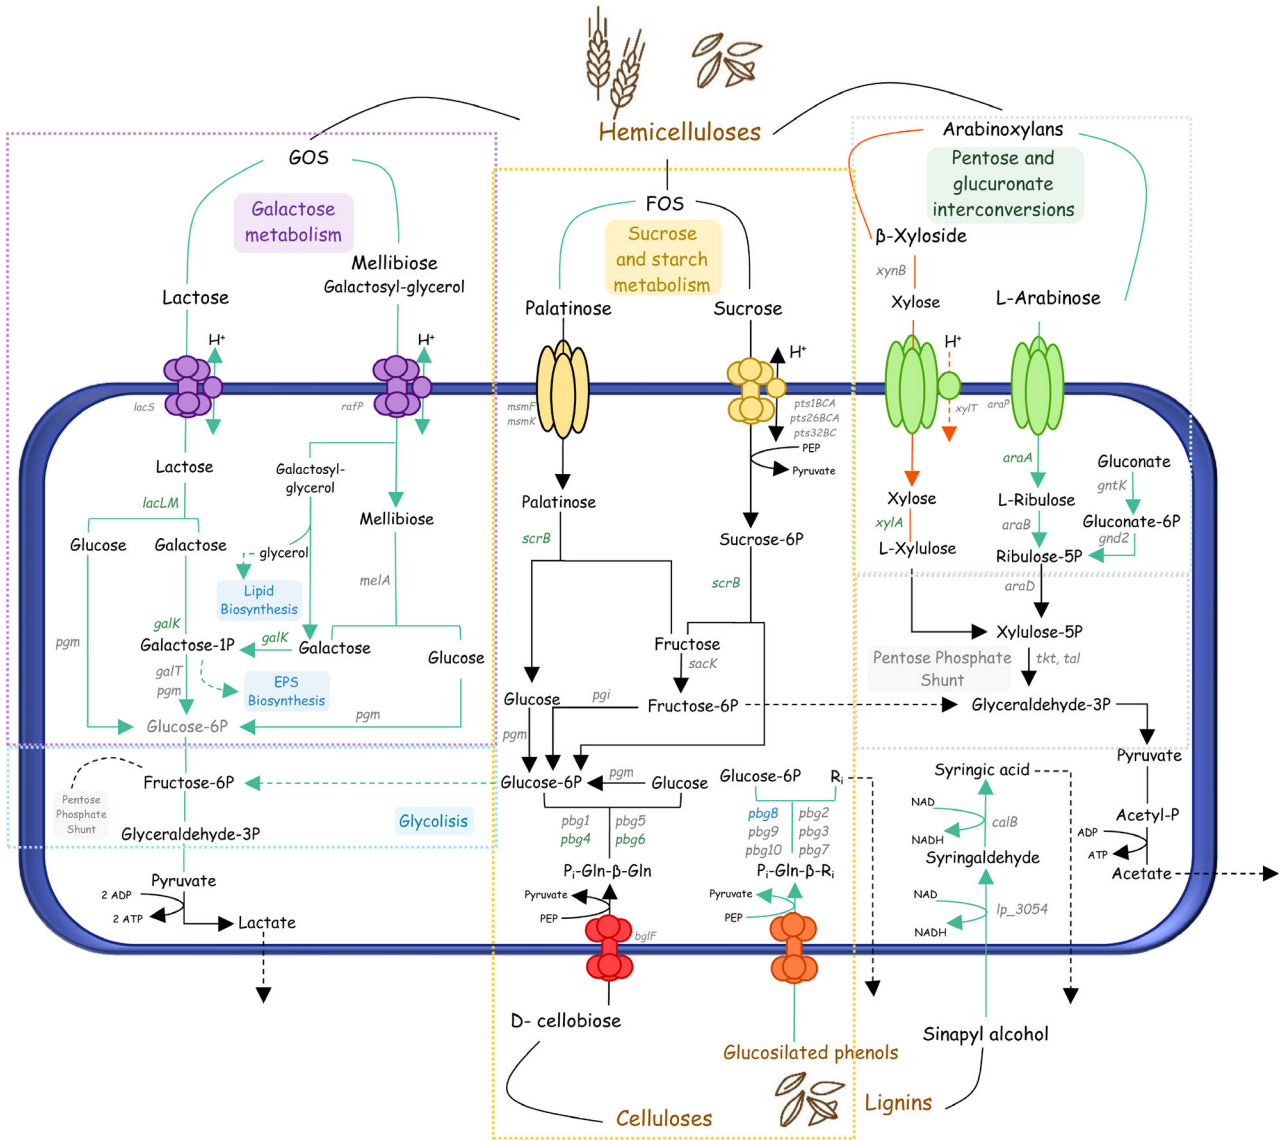 Hemicelluloses
GOS
Galactose
metabolism
Mellibiose
Galactosyl-glycerol
Lactose
H⁺
H⁺
lacS
rafP
Lactose
lacLM
Glucose
Galactose
Galactosyl-
glycerol
Mellibiose
glycerol
Lipid
Biosynthesis
melA
pgm
galK
Galactose-1P
galK
Galactose
Glucose
galT
pgm
EPS
Biosynthesis
Glucose-6P
pgm
Fructose-6P
Pentose
Phosphate
Shunt
Glycolisis
Glyceraldehyde-3P
Pyruvate
2 ADP
2 ATP
Lactate
FOS
Sucrose
and starch
metabolism
Palatinose
Sucrose
H⁺
msmF
msmK
pts1BCA
pts26BCA
pts32BC
PEP
Pyruvate
Palatinose
Sucrose-6P
scrB
scrB
Fructose
sacK
Glucose
pgi
Fructose-6P
pgm
Glucose-6P
pgm
Glucose
Glucose-6P
Ri
pbg1
pbg5
pbg4
pbg6
pbg8
pbg2
pbg9
pbg3
pbg10
pbg7
Pi-Gln-β-Gln
Pi-Gln-β-Ri
Pyruvate
PEP
Pyruvate
PEP
bglF
D- cellobiose
Glucosilated phenols
Celluloses
Lignins
Arabinoxylans
Pentose and
glucuronate
interconversions
β-Xyloside
xynB
Xylose
L-Arabinose
H⁺
xylT
araP
araA
Gluconate
gntK
Xylose
L-Ribulose
xylA
araB
Gluconate-6P
gnd2
L-Xylulose
Ribulose-5P
araD
Xylulose-5P
Pentose Phosphate
Shunt
tkt, tal
Glyceraldehyde-3P
Pyruvate
Syringic acid
NAD
calB
NADH
Acetyl-P
ADP
ATP
Syringaldehyde
Acetate
NAD
lp_3054
NADH
Sinapyl alcohol